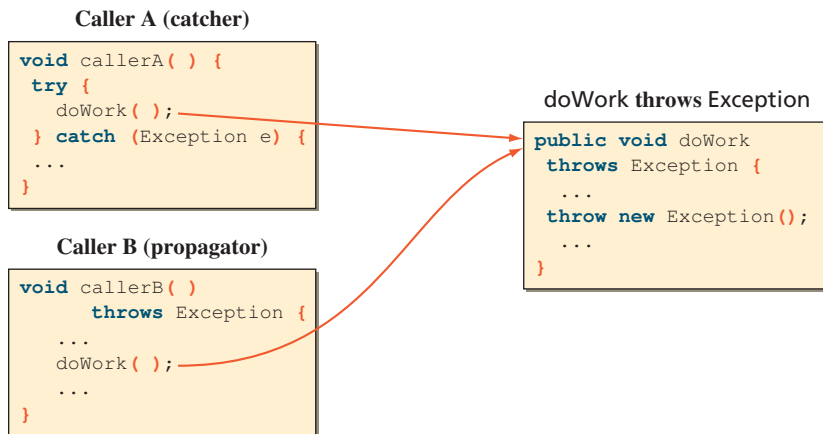 Caller A (catcher)
void callerA( ) {
try {
doWork( );
} catch (Exception e) {
...
}
Caller B (propagator)
void callerB( )
throws Exception {
...
doWork( );
...
}
doWork throws Exception
public void doWork
throws Exception {
...
throw new Exception();
...
}